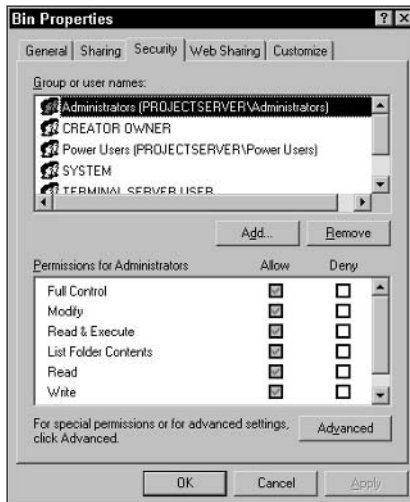 Bin Properties
General Sharing Security Web Sharing Customize
Group or user names:
Administrators (PROJECTSERVER\Administrators)
CREATOR OWNER
Power Users (PROJECTSERVER\Power Users)
SYSTEM
TERMINAL SERVER USER
Add... Remove
Permissions for Administrators Allow Deny
Full Control
Modify
Read & Execute
List Folder Contents
Read
Write
For special permissions or for advanced settings,
click Advanced.
Advanced
OK Cancel Apply